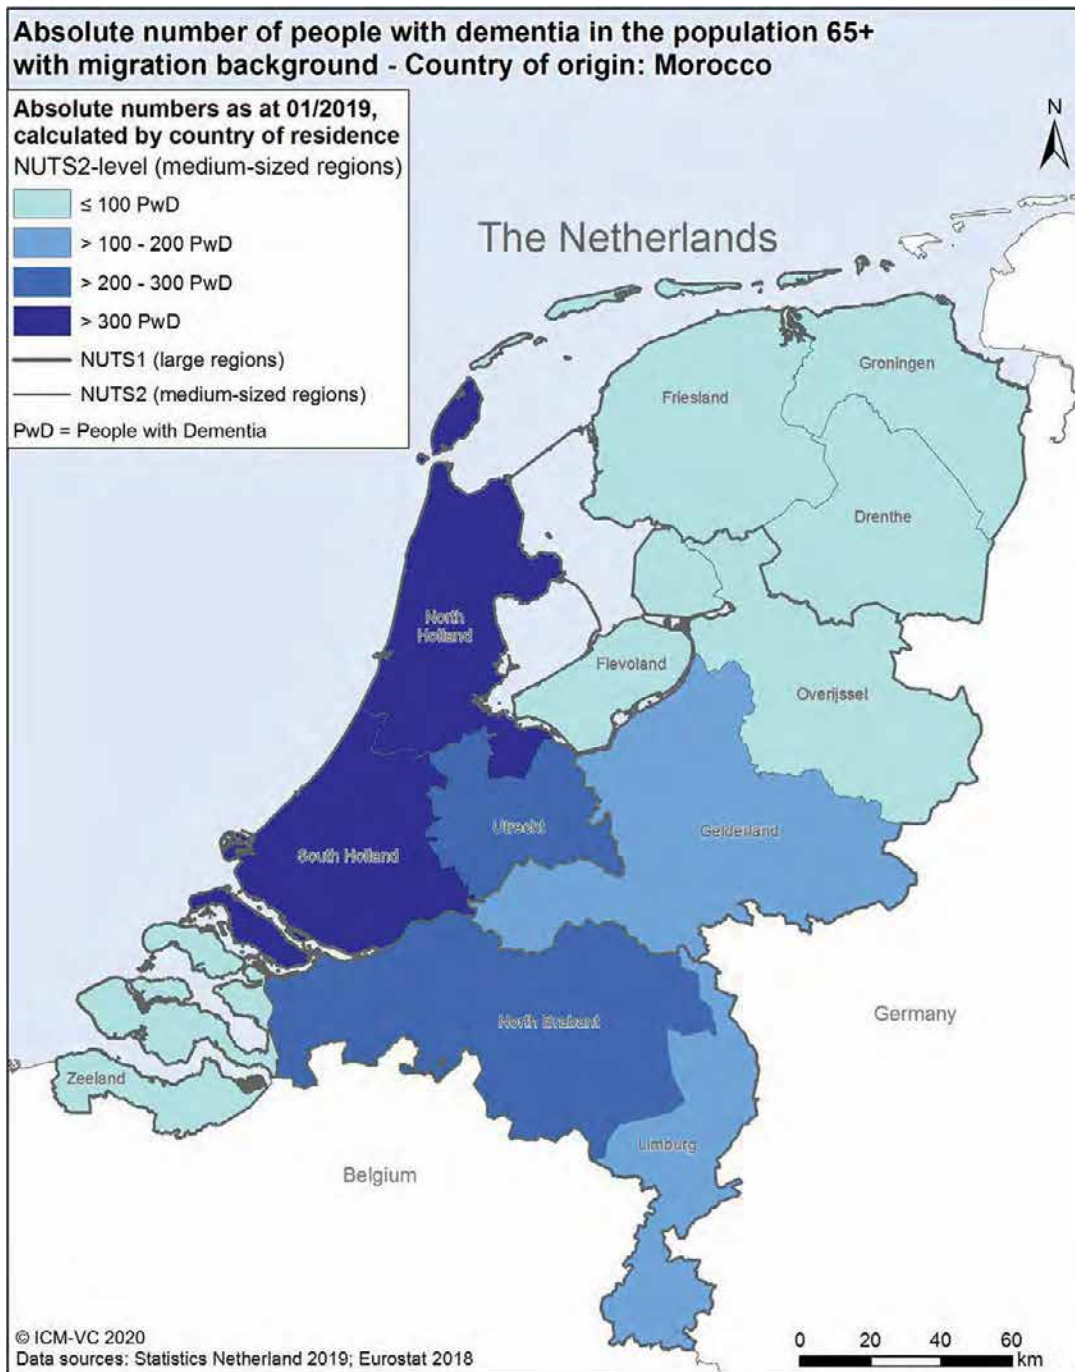 Absolute number of people with dementia in the population 65+
with migration background - Country of origin: Morocco
Absolute numbers as at 01/2019,
calculated by country of residence
NUTS2-level (medium-sized regions)
≤ 100 PwD
> 100 - 200 PwD
> 200 - 300 PwD
> 300 PwD
NUTS1 (large regions)
NUTS2 (medium-sized regions)
PwD = People with Dementia
N
The Netherlands
Groningen
Friesland
Drenthe
North
Holland
Flevoland
Overijssel
Utrecht
Gelderland
South Holland
North Brabant
Germany
Zeeland
Limburg
Belgium
© ICM-VC 2020
Data sources: Statistics Netherland 2019; Eurostat 2018
0 20 40 60
km